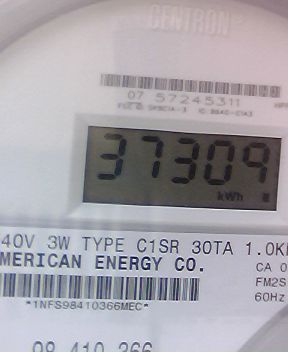 CENTRON
07 57245311
37309
kWh
40V 3W TYPE C1SR 30TA 1.0K
MERICAN ENERGY CO.
CA 0
FM2S
60Hz
*1NFS98410366MEC*
98 410 366